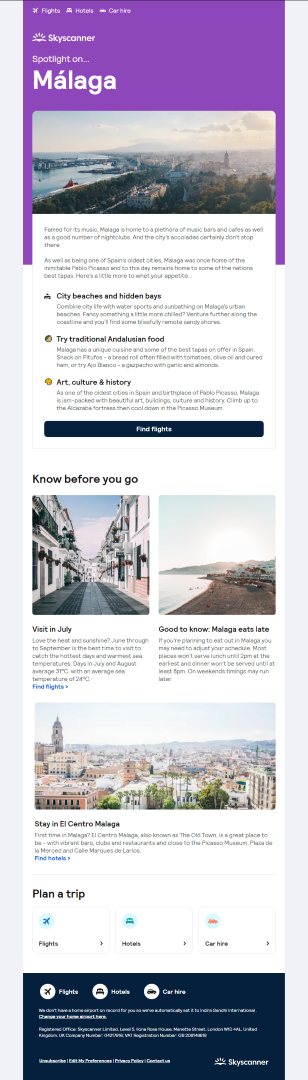 Flights Hotels Car hire
Skyscanner
Spotlight on...
Málaga
Famed for its music, Malaga is home to a plethora of music bars and cafes as well
as a good number of nightclubs. And the city's accolades certainly don't stop
there.
As well as being one of Spain's oldest cities, Malaga was once home of the
inimitable Pablo Picasso and to this day remains home to some of the nations
best tapas. Here's a little more to whet your appetite...
City beaches and hidden bays
Combine city life with water sports and sunbathing on Malaga's urban
beaches. Fancy something a little more chilled? Venture further along the
coastline and you'll find some blissfully remote sandy shores.
Try traditional Andalusian food
Malaga has a unique cuisine and some of the best tapas on offer in Spain.
Snack on Pitufos - a bread roll often filled with tomatoes, olive oil and cured
ham, or try Ajo Blanco - a gazpacho with garlic and almonds.
Art, culture & history
As one of the oldest cities in Spain and birthplace of Pablo Picasso, Malaga
is jam-packed with beautiful art, buildings, culture and history. Climb up to
the Alcazaba fortress then cool down in the Picasso Museum.
Find flights
Know before you go
Visit in July
Love the heat and sunshine? June through
to September is the best time to visit to
catch the hottest days and warmest sea
temperatures. Days in July and August
average 31°C, with an average sea
temperature of 24°C.
Find flights >
Good to know: Malaga eats late
If you're planning to eat out in Malaga you
may need to adjust your schedule. Most
places won't serve lunch until 2pm at the
earliest and dinner won't be served until at
least 8pm. On weekends timings may run
later.
Stay in El Centro Malaga
First time in Malaga? El Centro Malaga, also known as The Old Town, is a great place to
be - with vibrant bars, clubs and restaurants and close to the Picasso Museum, Plaza de
la Merced and Calle Marques de Larios.
Find hotels >
Plan a trip
Flights >
Hotels >
Car hire >
Flights Hotels Car hire
We don't have a home airport on record for you so we've automatically set it to Indira Gandhi International .
Change your home airport here.
Registered Office: Skyscanner Limited, Level 5, Ilona Rose House, Manette Street, London W1D 4AL, United
Kingdom. UK Company Number: 04217916; VAT Registration Number: GB 208148618
Unsubscribe | Edit My Preferences | Privacy Policy | Contact us
Skyscanner